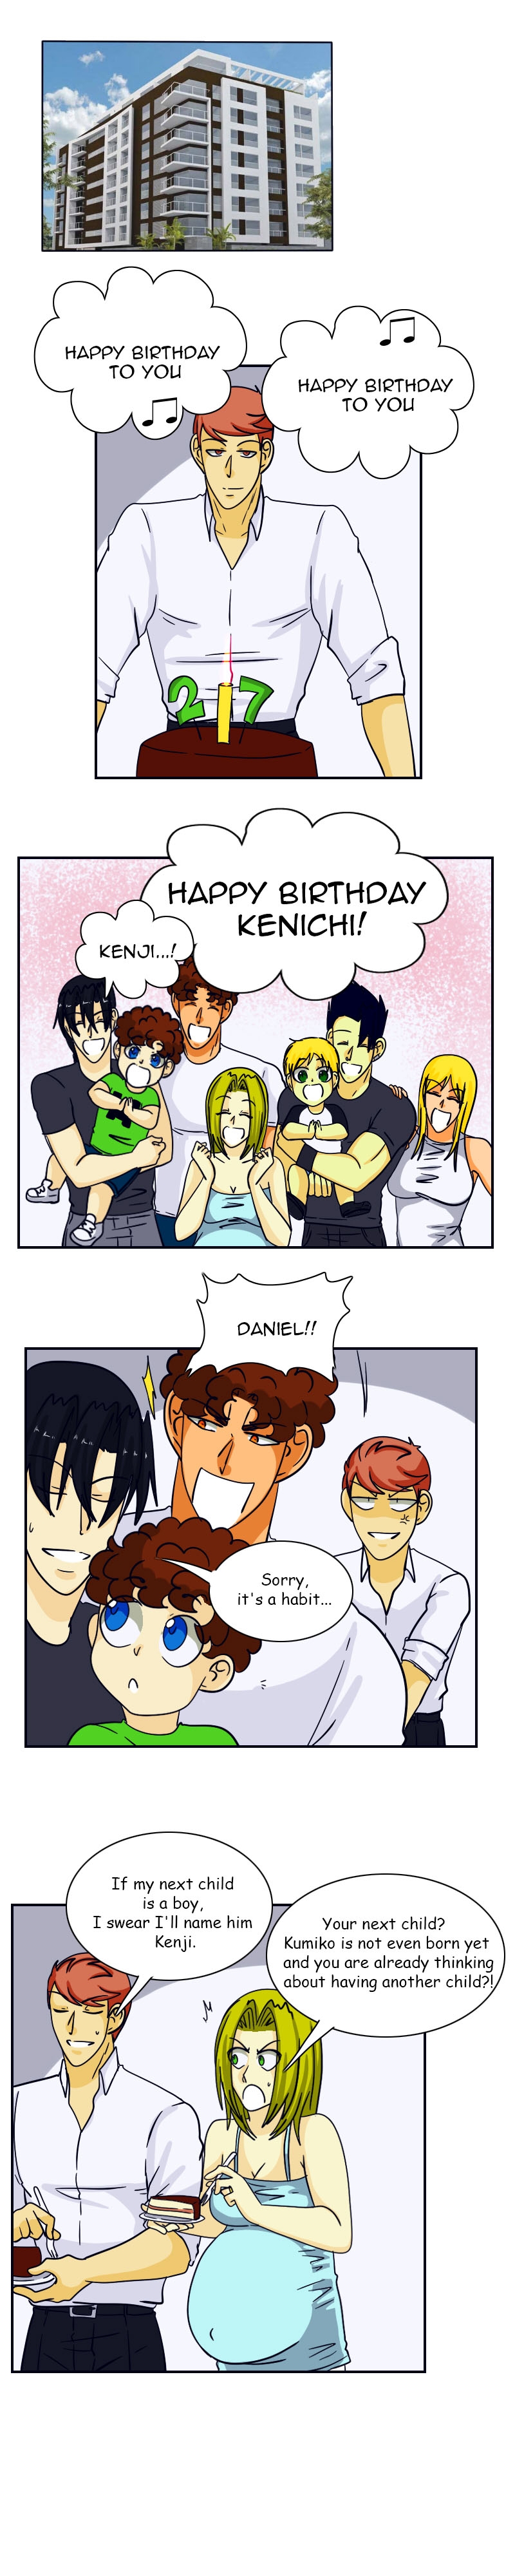 HAPPY BIRTHDAY
TO YOU
HAPPY BIRTHDAY
TO YOU
2 7
HAPPY BIRTHDAY
KENICHI!
KENJI...!
DANIEL!!
Sorry,
it's a habit...
If my next child
is a boy,
I swear I'll name him
Kenji.
Your next child?
Kumiko is not even born yet
and you are already thinking
about having another child?!